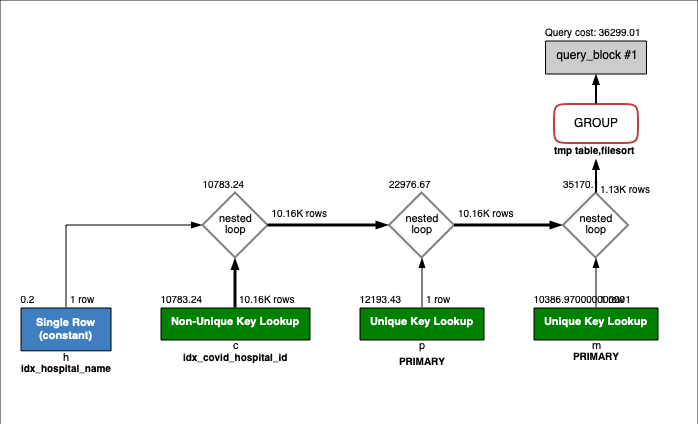 Query cost: 36299.01
query_block #1
GROUP
tmp table,filesort
10783.24
22976.67
35170.
1.13K rows
nested
loop
10.16K rows
nested
loop
10.16K rows
nested
loop
0.2
1 row
10783.24
10.16K rows
12193.43
1 row
10386.97000000
Single Row
(constant)
Non-Unique Key Lookup
Unique Key Lookup
Unique Key Lookup
h
idx_hospital_name
c
idx_covid_hospital_id
p
PRIMARY
m
PRIMARY